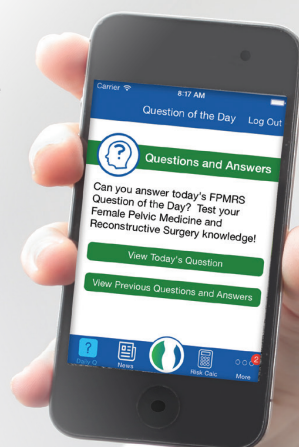 Carrier 8:17 AM
Question of the Day Log Out
Questions and Answers
Can you answer today's FPMRS
Question of the Day? Test your
Female Pelvic Medicine and
Reconstructive Surgery knowledge!
View Today's Question
View Previous Questions and Answers
?
2
Daily Q News Risk Calc More